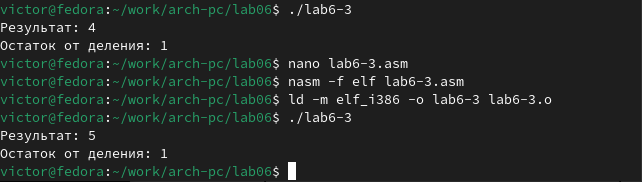 victor@fedora:~/work/arch-pc/lab06$ ./lab6-3
Результат: 4
Остаток от деления: 1
victor@fedora:~/work/arch-pc/lab06$ nano lab6-3.asm
victor@fedora:~/work/arch-pc/lab06$ nasm -f elf lab6-3.asm
victor@fedora:~/work/arch-pc/lab06$ ld -m elf_i386 -o lab6-3 lab6-3.o
victor@fedora:~/work/arch-pc/lab06$ ./lab6-3
Результат: 5
Остаток от деления: 1
victor@fedora:~/work/arch-pc/lab06$